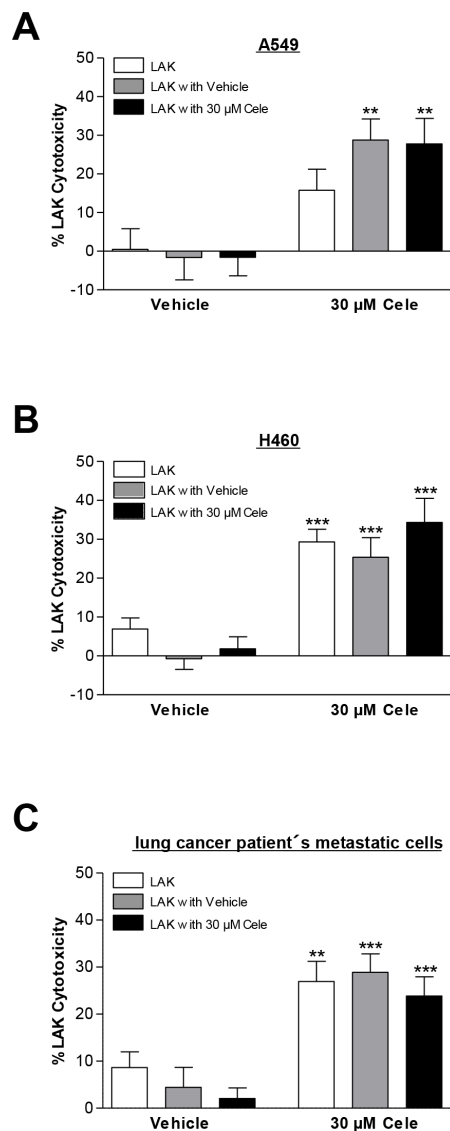 A
A549
LAK
LAK with Vehicle
LAK with 30 µM Cele
% LAK Cytotoxicity
50
40
30
20
10
0
-10
** **
Vehicle 30 µM Cele
B
H460
LAK
LAK with Vehicle
LAK with 30 µM Cele
% LAK Cytotoxicity
50
40
30
20
10
0
-10
*** *** ***
Vehicle 30 µM Cele
C
lung cancer patient´s metastatic cells
LAK
LAK with Vehicle
LAK with 30 µM Cele
% LAK Cytotoxicity
50
40
30
20
10
0
** *** ***
Vehicle 30 µM Cele